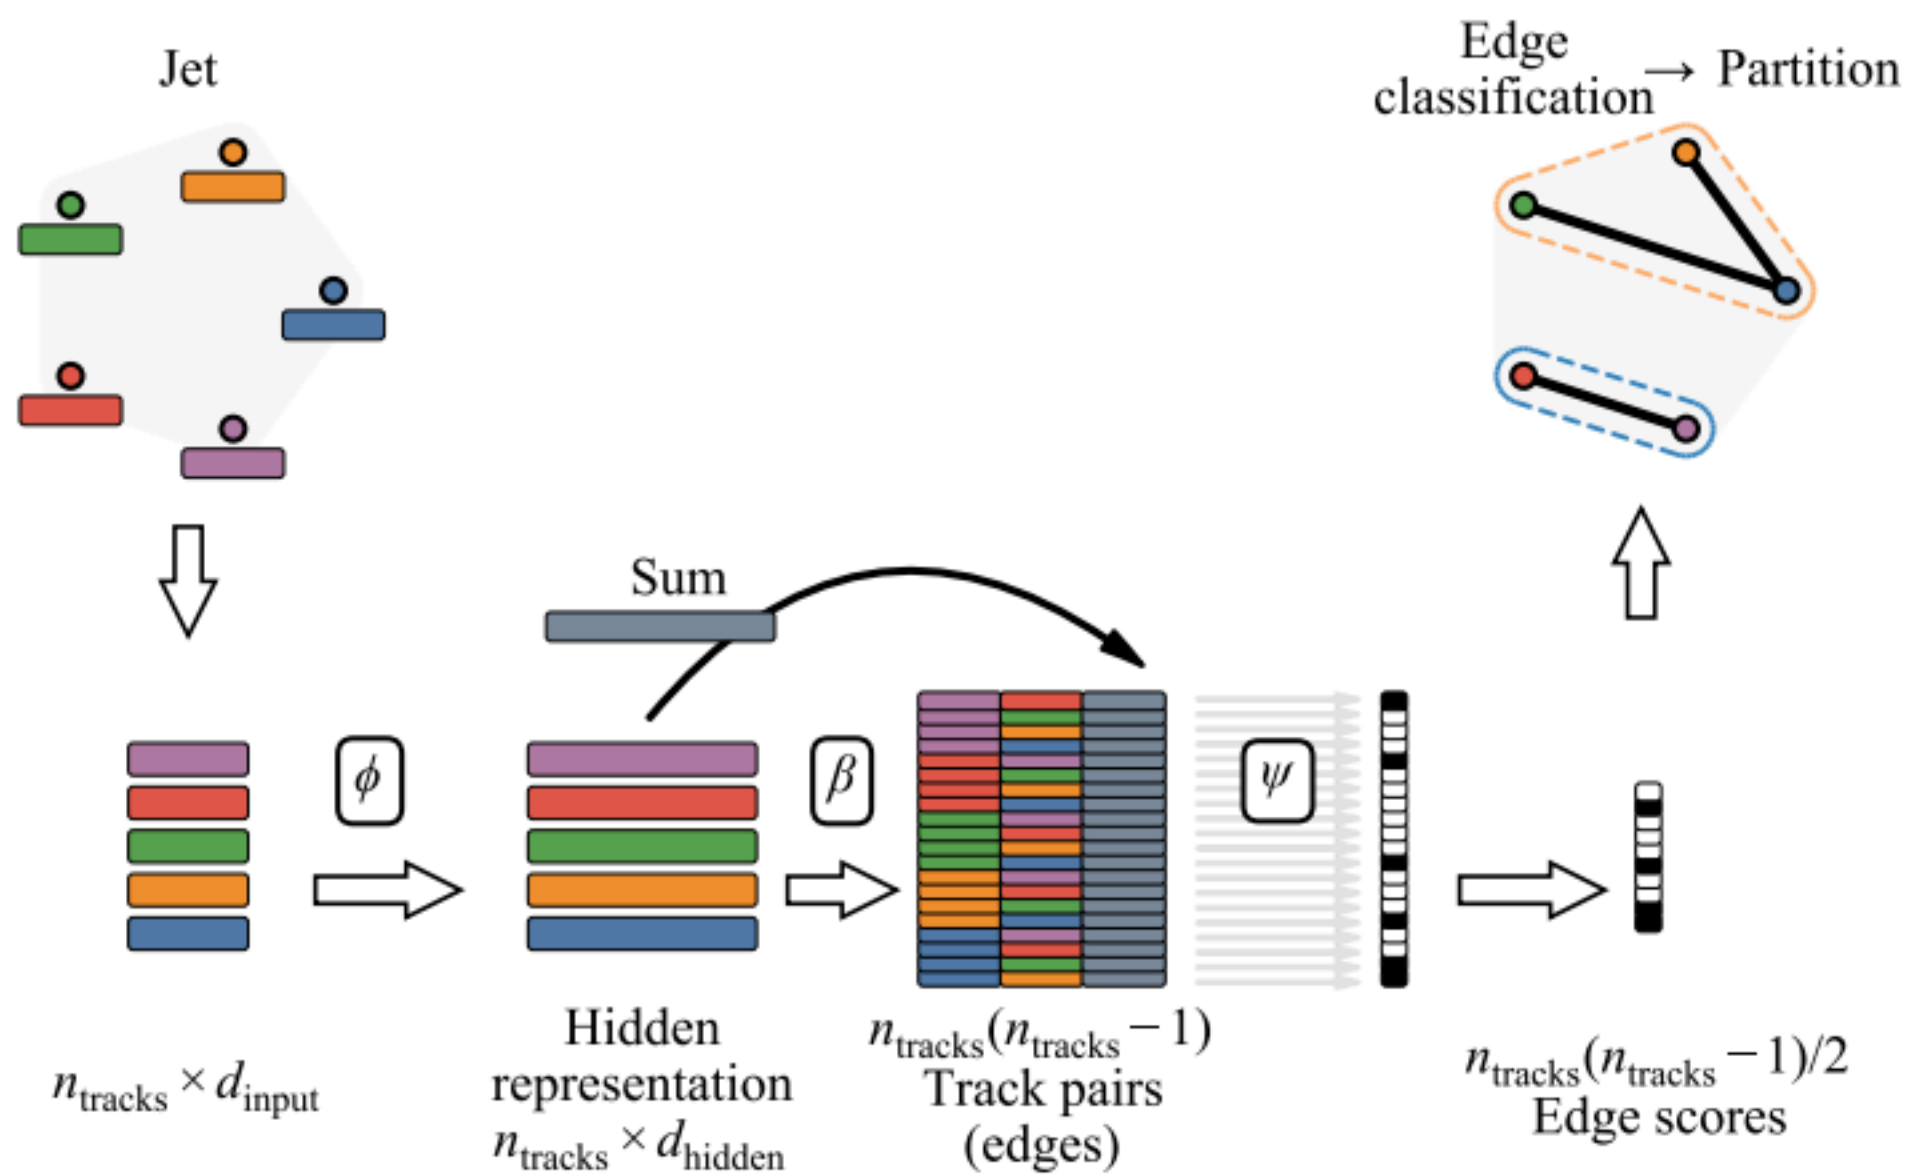 Jet
Edge
classification → Partition
Sum
ϕ
β
ψ
n_tracks × d_input
Hidden
representation
n_tracks × d_hidden
n_tracks(n_tracks − 1)
Track pairs
(edges)
n_tracks(n_tracks − 1)/2
Edge scores